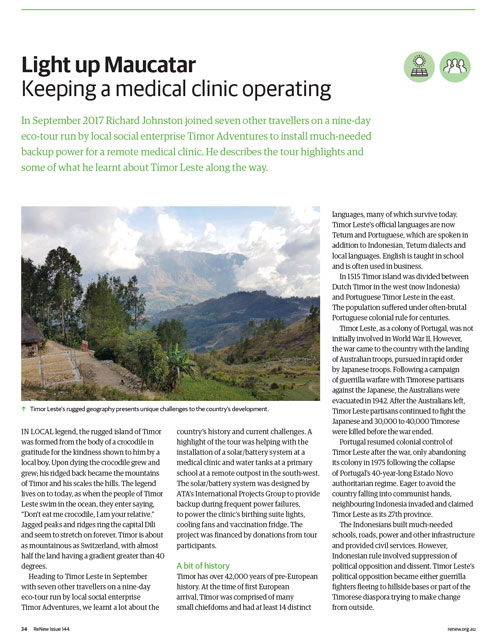 Light up Maucatar
Keeping a medical clinic operating
In September 2017 Richard Johnston joined seven other travellers on a nine-day
eco-tour run by local social enterprise Timor Adventures to install much-needed
backup power for a remote medical clinic. He describes the tour highlights and
some of what he learnt about Timor Leste along the way.
↑ Timor Leste's rugged geography presents unique challenges to the country's development.
IN LOCAL legend, the rugged island of Timor
was formed from the body of a crocodile in
gratitude for the kindness shown to him by a
local boy. Upon dying the crocodile grew and
grew; his ridged back became the mountains
of Timor and his scales the hills. The legend
lives on to today, as when the people of Timor
Leste swim in the ocean, they enter saying,
"Don't eat me crocodile, I am your relative."
Jagged peaks and ridges ring the capital Dili
and seem to stretch on forever. Timor is about
as mountainous as Switzerland, with almost
half the land having a gradient greater than 40
degrees.
Heading to Timor Leste in September
with seven other travellers on a nine-day
eco-tour run by local social enterprise
Timor Adventures, we learnt a lot about the
country's history and current challenges. A
highlight of the tour was helping with the
installation of a solar/battery system at a
medical clinic and water tanks at a primary
school at a remote outpost in the south-west.
The solar/battery system was designed by
ATA's International Projects Group to provide
backup during frequent power failures,
to power the clinic's birthing suite lights,
cooling fans and vaccination fridge. The
project was financed by donations from tour
participants.
A bit of history
Timor has over 42,000 years of pre-European
history. At the time of first European
arrival, Timor was comprised of many
small chiefdoms and had at least 14 distinct
languages, many of which survive today.
Timor Leste's official languages are now
Tetum and Portuguese, which are spoken in
addition to Indonesian, Tetum dialects and
local languages. English is taught in school
and is often used in business.
In 1515 Timor island was divided between
Dutch Timor in the west (now Indonesia)
and Portuguese Timor Leste in the east.
The population suffered under often-brutal
Portuguese colonial rule for centuries.
Timor Leste, as a colony of Portugal, was not
initially involved in World War II. However,
the war came to the country with the landing
of Australian troops, pursued in rapid order
by Japanese troops. Following a campaign
of guerrilla warfare with Timorese partisans
against the Japanese, the Australians were
evacuated in 1942. After the Australians left,
Timor Leste partisans continued to fight the
Japanese and 30,000 to 40,000 Timorese
were killed before the war ended.
Portugal resumed colonial control of
Timor Leste after the war, only abandoning
its colony in 1975 following the collapse
of Portugal's 40-year-long Estado Novo
authoritarian regime. Eager to avoid the
country falling into communist hands,
neighbouring Indonesia invaded and claimed
Timor Leste as its 27th province.
The Indonesians built much-needed
schools, roads, power and other infrastructure
and provided civil services. However,
Indonesian rule involved suppression of
political opposition and dissent. Timor Leste's
political opposition became either guerrilla
fighters fleeing to hillside bases or part of the
Timorese diaspora trying to make change
from outside.
34 ReNew Issue 144
renew.org.au